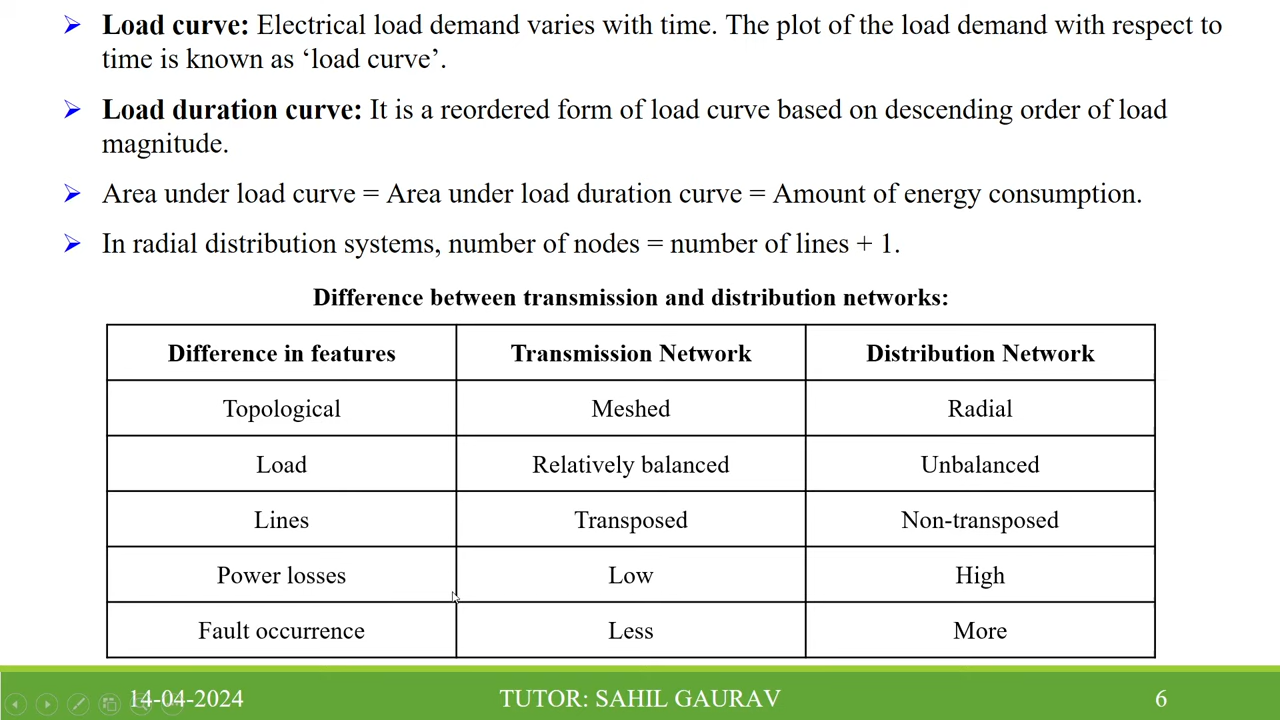 Load curve: Electrical load demand varies with time. The plot of the load demand with respect to
time is known as ‘load curve’.
Load duration curve: It is a reordered form of load curve based on descending order of load
magnitude.
Area under load curve = Area under load duration curve = Amount of energy consumption.
In radial distribution systems, number of nodes = number of lines + 1.
Difference between transmission and distribution networks:
Difference in features Transmission Network Distribution Network
Topological Meshed Radial
Load Relatively balanced Unbalanced
Lines Transposed Non-transposed
Power losses Low High
Fault occurrence Less More
14-04-2024 TUTOR: SAHIL GAURAV 6